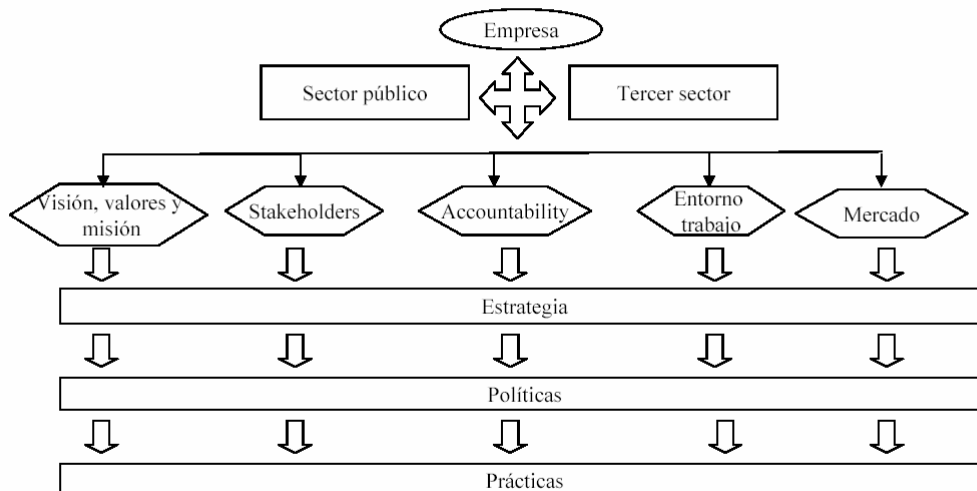 Empresa
Sector público
Tercer sector
Visión, valores y
misión
Stakeholders
Accountability
Entorno
trabajo
Mercado
Estrategia
Políticas
Prácticas